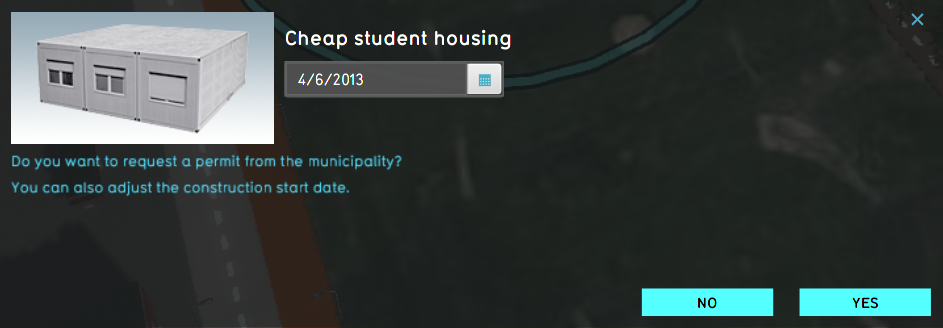 Cheap student housing
4/6/2013
Do you want to request a permit from the municipality?
You can also adjust the construction start date.
NO
YES